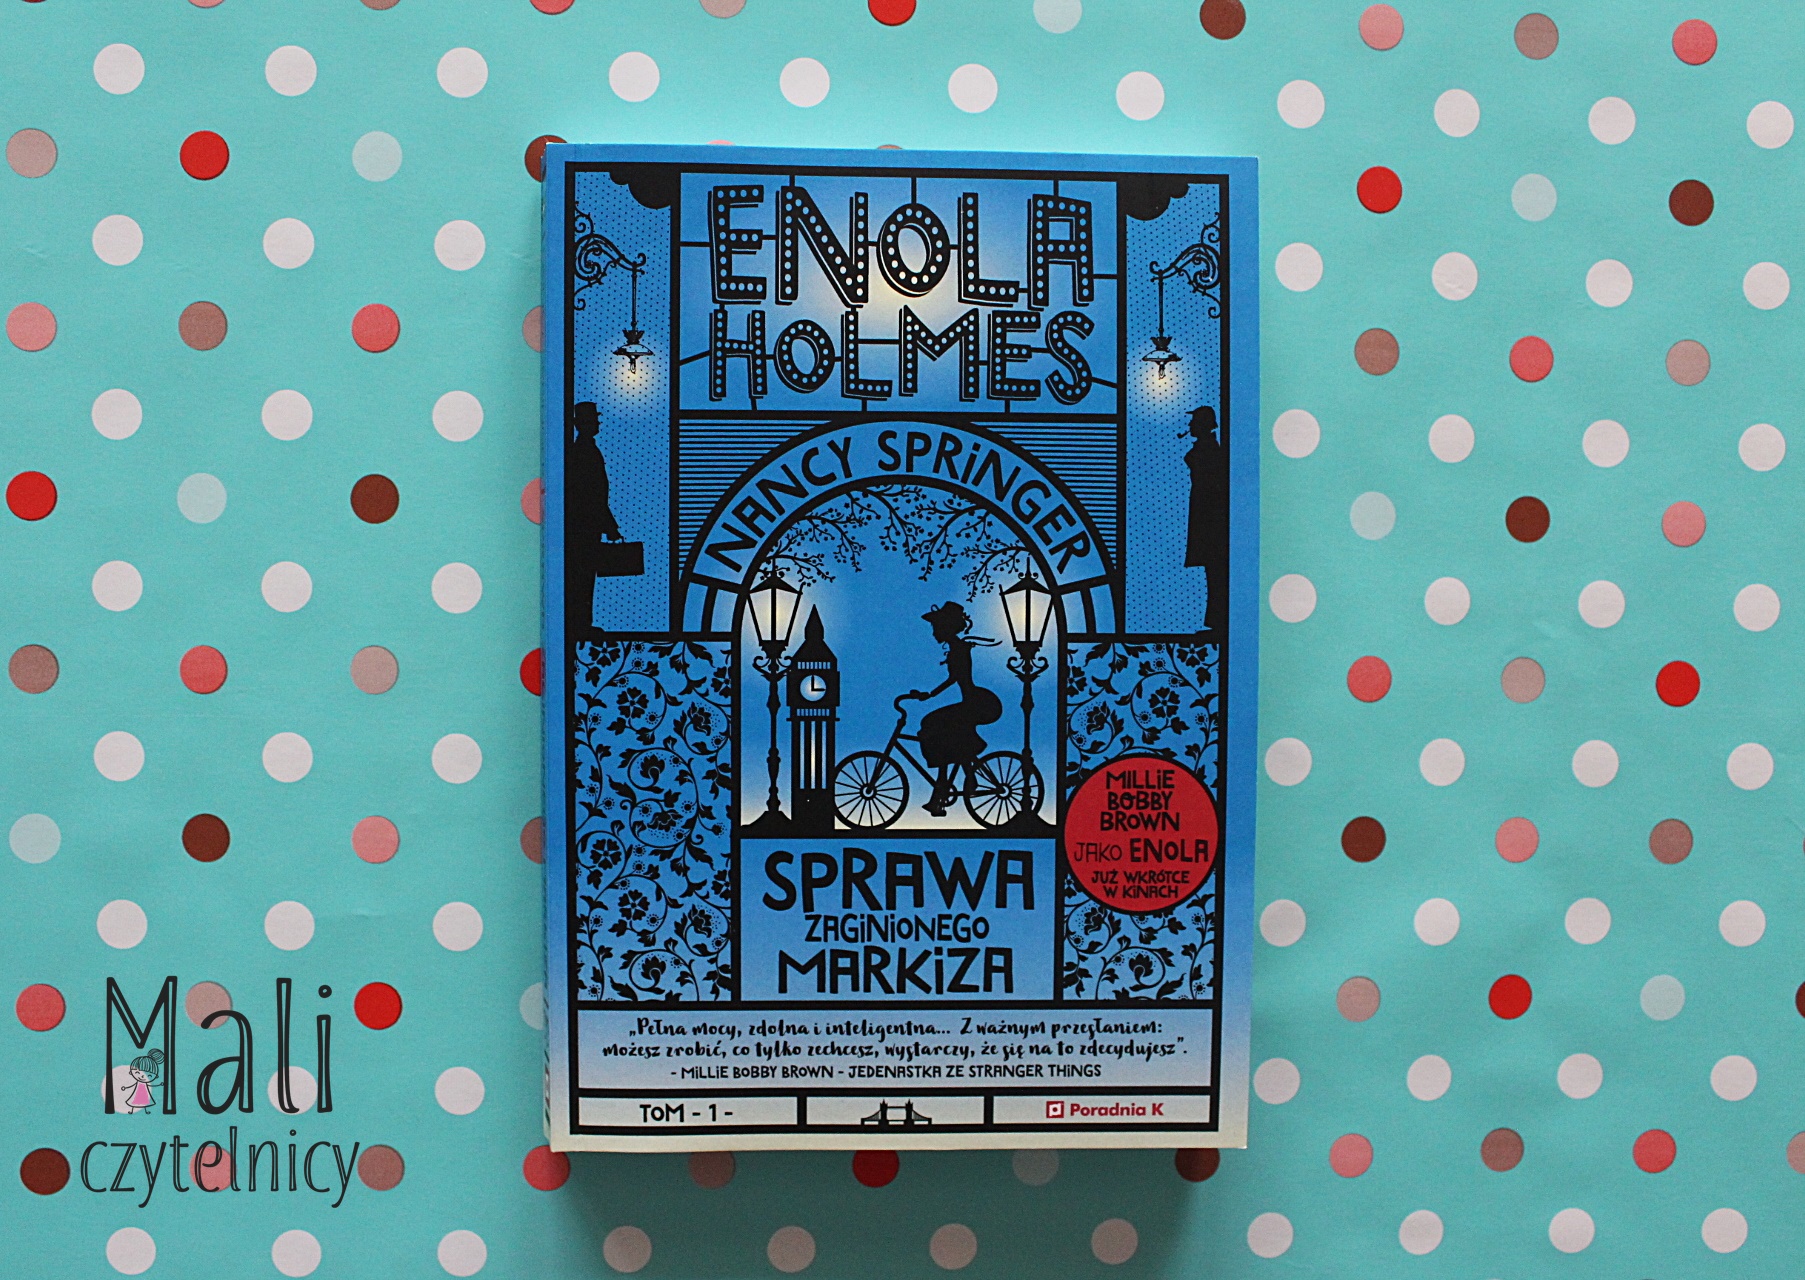 ENOLA
HOLMES
NANCY SPRiNGER
MiLLiE
BOBBY
BROWN
JAKO ENOLA
JUŻ WKRÓTCE
W KiNACH
SPRAWA
ZAGiNiONEGO
MARKiZA
„Pełna mocy, zdolna i inteligentna... Z ważnym przesłaniem:
możesz zrobić, co tylko zechcesz, wystarczy, że się na to zdecydujesz”.
- MiLLiE BOBBY BROWN - JEDENASTKA ZE STRANGER THiNGS
TOM - 1 -
Poradnia K
Mali
czytelnicy